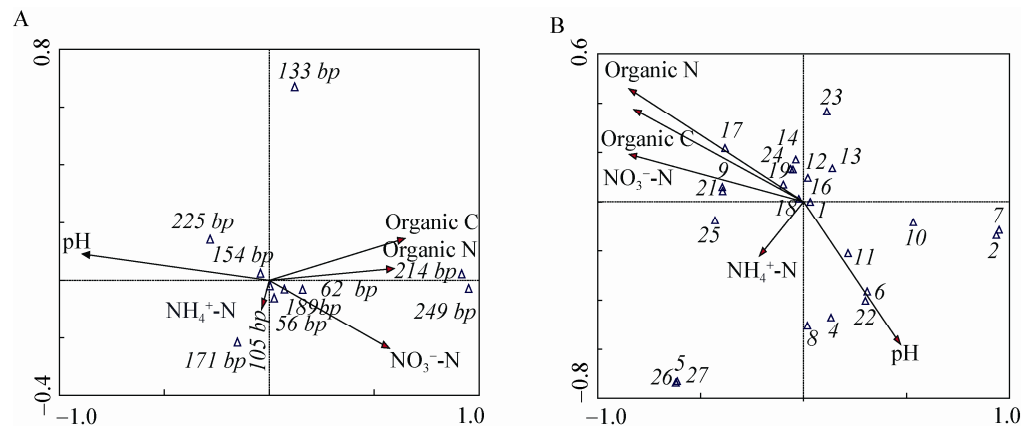 A
0.8
133 bp
225 bp
pH
154 bp
Organic C
Organic N
214 bp
62 bp
189bp
56 bp
249 bp
NH₄⁺-N
105 bp
171 bp
NO₃⁻-N
−0.4
−1.0
1.0
B
0.6
Organic N
23
17
14
Organic C
24
12
13
9
19
NO₃⁻-N
21
16
18
1
7
25
10
2
NH₄⁺-N
11
6
22
8
4
pH
5
26
27
−0.8
−1.0
1.0